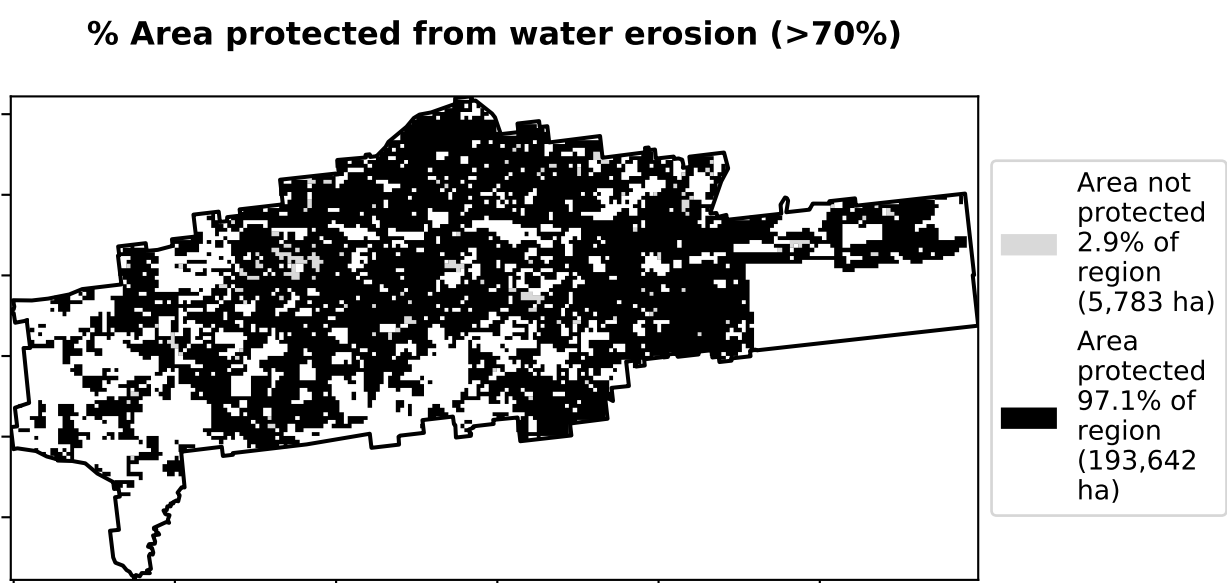 % Area protected from water erosion (>70%)
Area not
protected
2.9% of
region
(5,783 ha)
Area
protected
97.1% of
region
(193,642
ha)